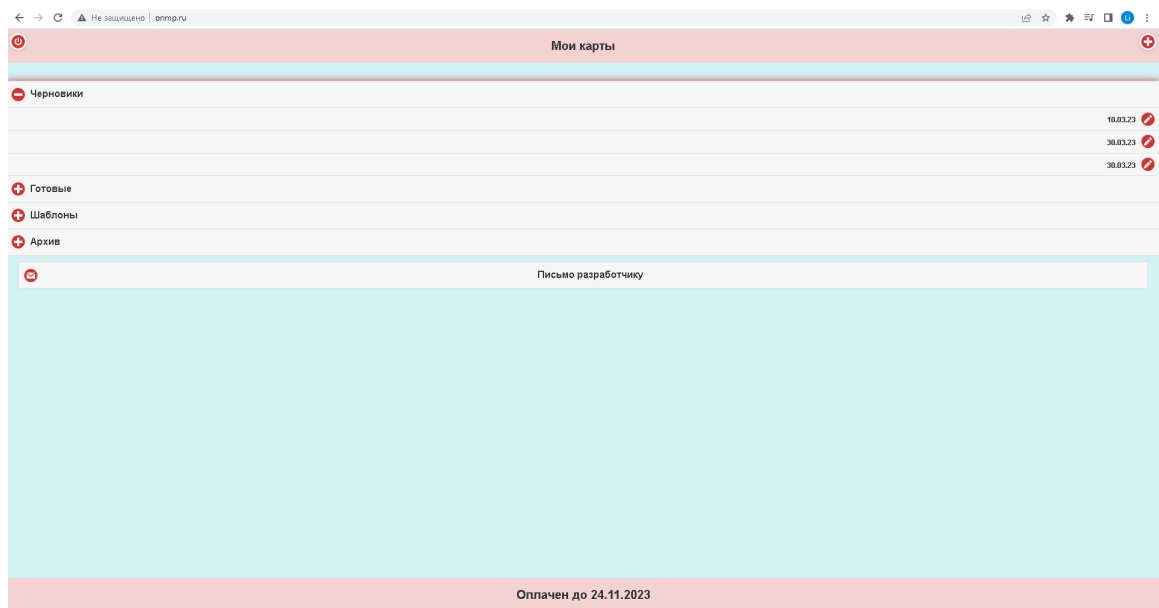 Не защищено | onmp.ru
Li
Мои карты
Черновики
10.03.23
30.03.23
30.03.23
Готовые
Шаблоны
Архив
Письмо разработчику
Оплачен до 24.11.2023